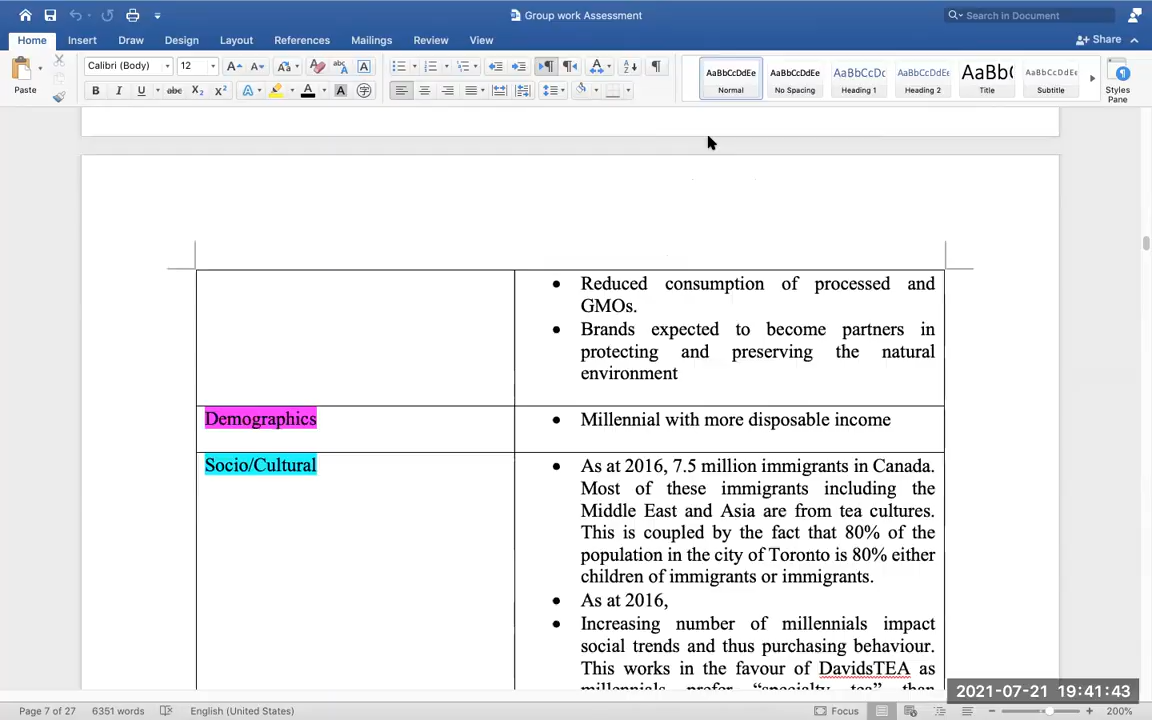 Group work Assessment
Search in Document
Home Insert Draw Design Layout References Mailings Review View
Share
Paste
Calibri (Body) 12
AaBbCcDdEe AaBbCcDdEe AaBbCcDc AaBbCcDdEe AaBb( AaBbCcDdEe
Normal No Spacing Heading 1 Heading 2 Title Subtitle
Styles
Pane
• Reduced consumption of processed and
GMOs.
• Brands expected to become partners in
protecting and preserving the natural
environment
Demographics
• Millennial with more disposable income
Socio/Cultural
• As at 2016, 7.5 million immigrants in Canada.
Most of these immigrants including the
Middle East and Asia are from tea cultures.
This is coupled by the fact that 80% of the
population in the city of Toronto is 80% either
children of immigrants or immigrants.
• As at 2016,
• Increasing number of millennials impact
social trends and thus purchasing behaviour.
This works in the favour of DavidsTEA as
millennials prefer "specialty tea" than
2021-07-21 19:41:43
Page 7 of 27 6351 words English (United States) Focus 200%